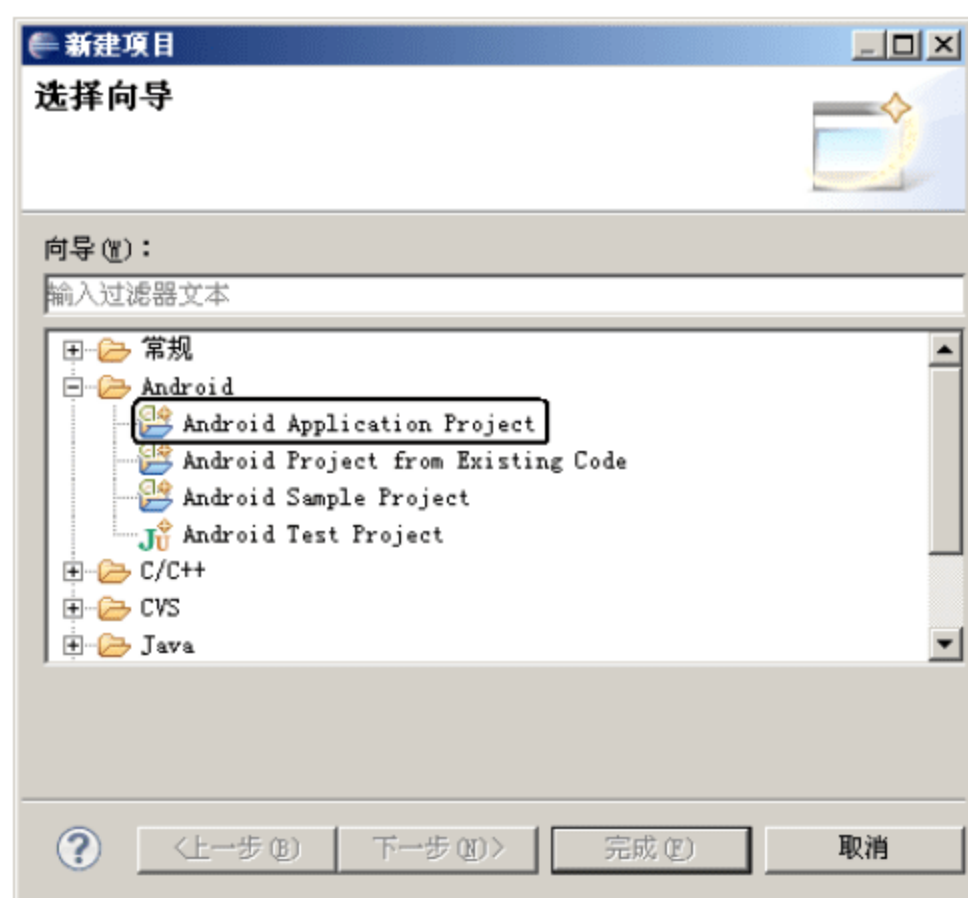 新建项目
选择向导
向导(W)：
输入过滤器文本
常规
Android
Android Application Project
Android Project from Existing Code
Android Sample Project
Android Test Project
C/C++
CVS
Java
<上一步(B)
下一步(N)>
完成(F)
取消